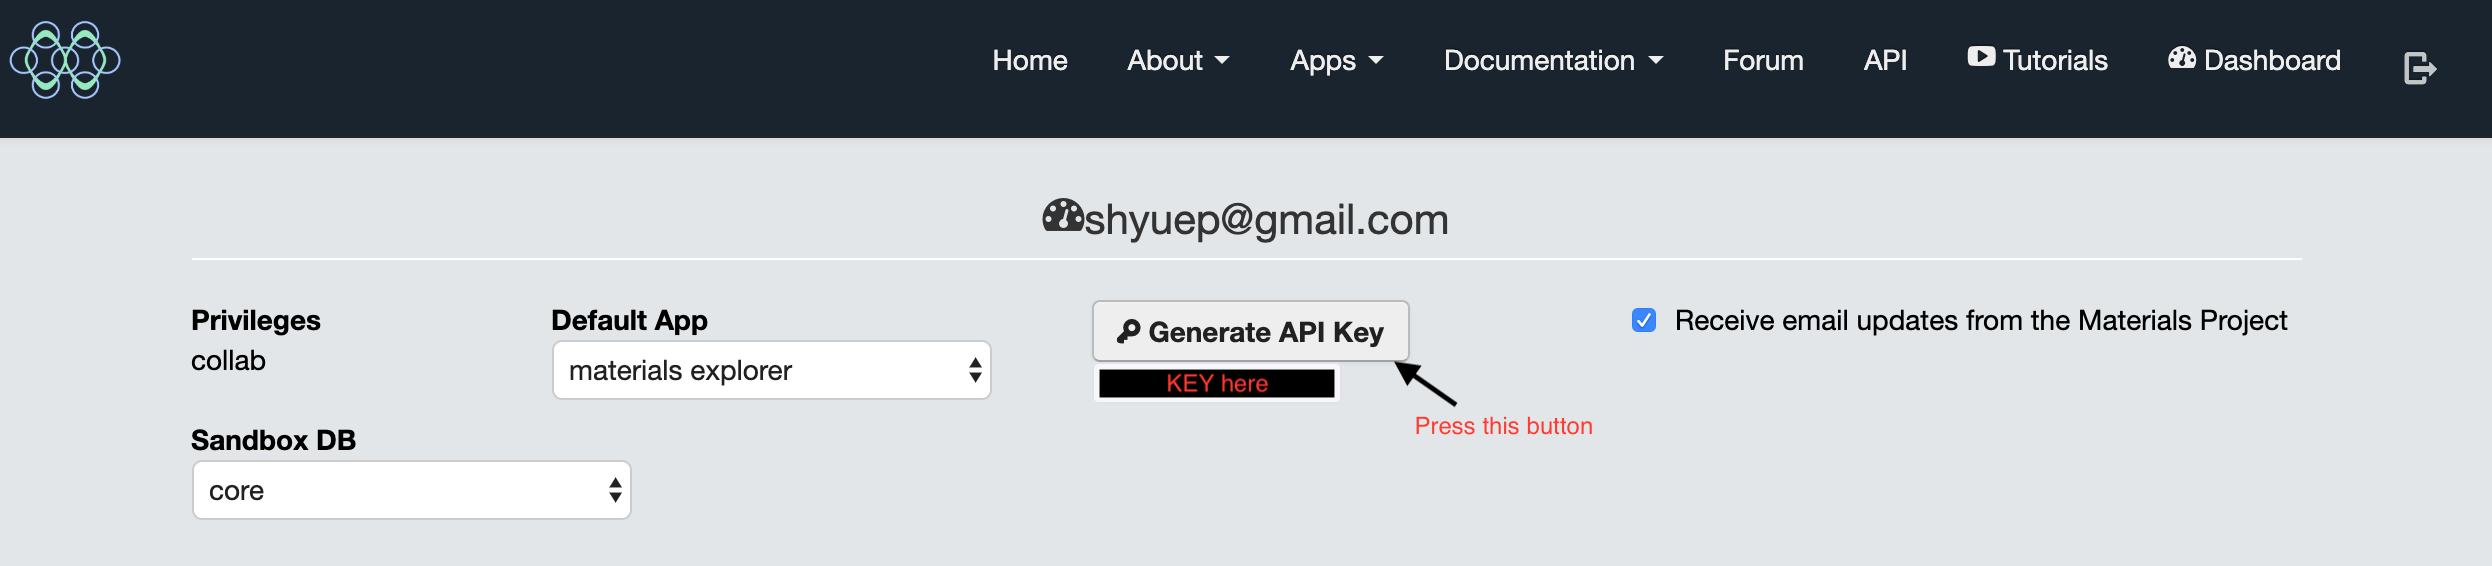 Home About Apps Documentation Forum API Tutorials Dashboard
shyuep@gmail.com
Privileges
collab
Default App
materials explorer
Generate API Key
KEY here
Press this button
Receive email updates from the Materials Project
Sandbox DB
core